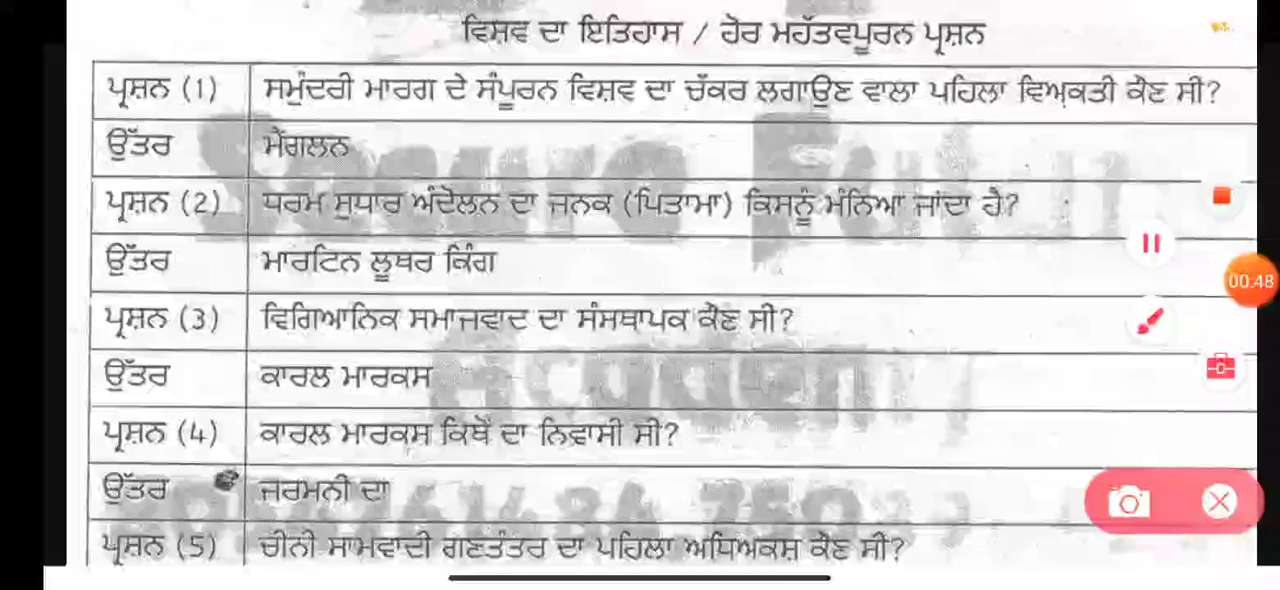 ਵਿਸ਼ਵ ਦਾ ਇਤਿਹਾਸ / ਹੋਰ ਮਹੱਤਵਪੂਰਨ ਪ੍ਰਸ਼ਨ
ਪ੍ਰਸ਼ਨ (1) ਸਮੁੰਦਰੀ ਮਾਰਗ ਦੇ ਸੰਪੂਰਨ ਵਿਸ਼ਵ ਦਾ ਚੱਕਰ ਲਗਾਉਣ ਵਾਲਾ ਪਹਿਲਾ ਵਿਅਕਤੀ ਕੌਣ ਸੀ?
ਉੱਤਰ ਮੇਂਗਲਨ
ਪ੍ਰਸ਼ਨ (2) ਧਰਮ ਸੁਧਾਰ ਅੰਦੋਲਨ ਦਾ ਜਨਕ (ਪਿਤਾਮਾ) ਕਿਸਨੂੰ ਮੰਨਿਆ ਜਾਂਦਾ ਹੈ?
ਉੱਤਰ ਮਾਰਟਿਨ ਲੂਥਰ ਕਿੰਗ
ਪ੍ਰਸ਼ਨ (3) ਵਿਗਿਆਨਿਕ ਸਮਾਜਵਾਦ ਦਾ ਸੰਸਥਾਪਕ ਕੌਣ ਸੀ?
ਉੱਤਰ ਕਾਰਲ ਮਾਰਕਸ
ਪ੍ਰਸ਼ਨ (4) ਕਾਰਲ ਮਾਰਕਸ ਕਿਥੋਂ ਦਾ ਨਿਵਾਸੀ ਸੀ?
ਉੱਤਰ ਜਰਮਨੀ ਦਾ
ਪ੍ਰਸ਼ਨ (5) ਚੀਨੀ ਸਾਮਵਾਦੀ ਗਣਤੰਤਰ ਦਾ ਪਹਿਲਾ ਅਧਿਅਕਸ਼ ਕੌਣ ਸੀ?
00:48